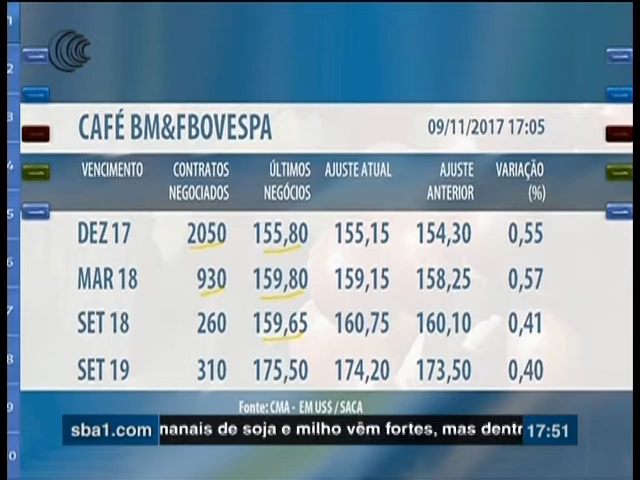 CAFÉ BM&FBOVESPA 09/11/2017 17:05
VENCIMENTO CONTRATOS NEGOCIADOS ÚLTIMOS NEGÓCIOS AJUSTE ATUAL AJUSTE ANTERIOR VARIAÇÃO (%)
DEZ 17 2050 155,80 155,15 154,30 0,55
MAR 18 930 159,80 159,15 158,25 0,57
SET 18 260 159,65 160,75 160,10 0,41
SET 19 310 175,50 174,20 173,50 0,40
Fonte: CMA - EM US$ / SACA
sba1.com nanais de soja e milho vêm fortes, mas dentr 17:51